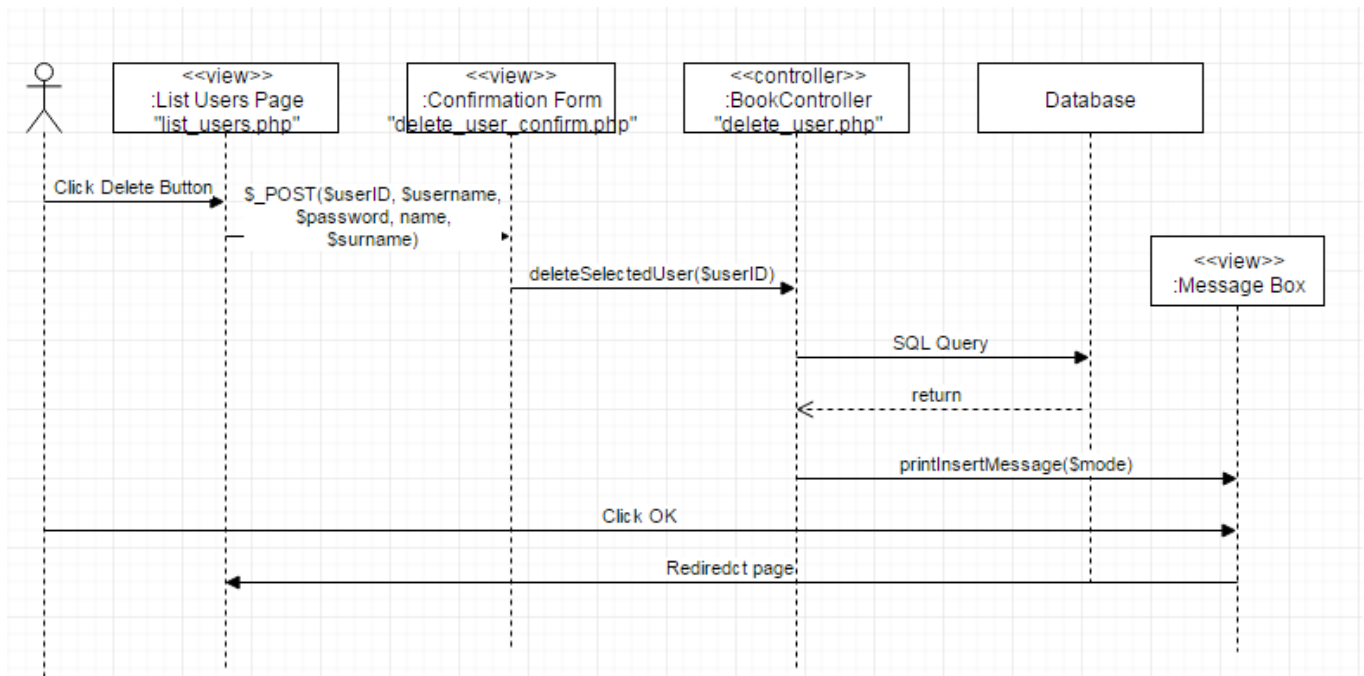 <<view>>
:List Users Page
"list_users.php"
<<view>>
:Confirmation Form
"delete_user_confirm.php"
<<controller>>
:BookController
"delete_user.php"
Database
Click Delete Button
$_POST($userID, $username,
$password, name,
$surname)
<<view>>
:Message Box
deleteSelectedUser($userID)
SQL Query
return
printInsertMessage($mode)
Click OK
Rediredct page